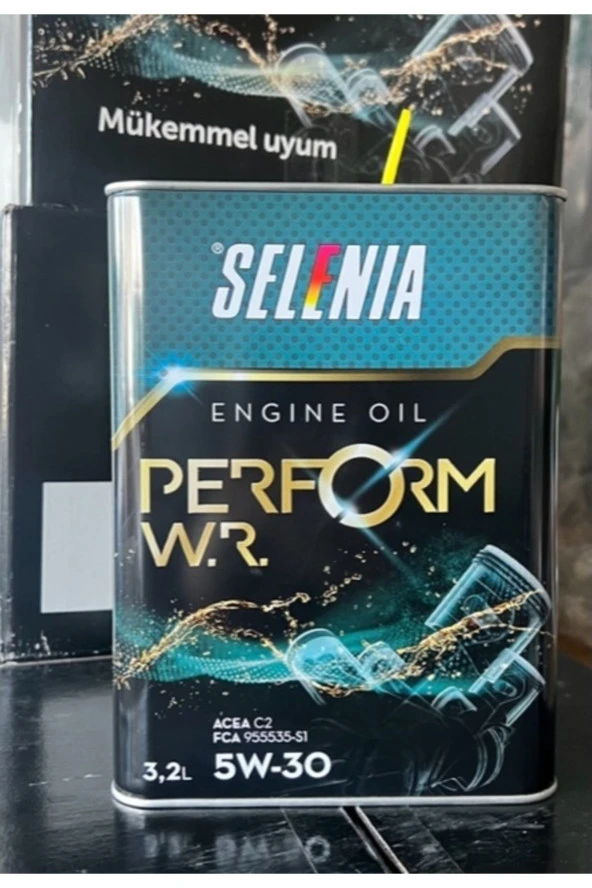 Mükemmel uyum
®SELENIA
ENGINE OIL
PERFORM
W.R.
ACEA C2
FCA 955535-S1
3,2L 5W-30